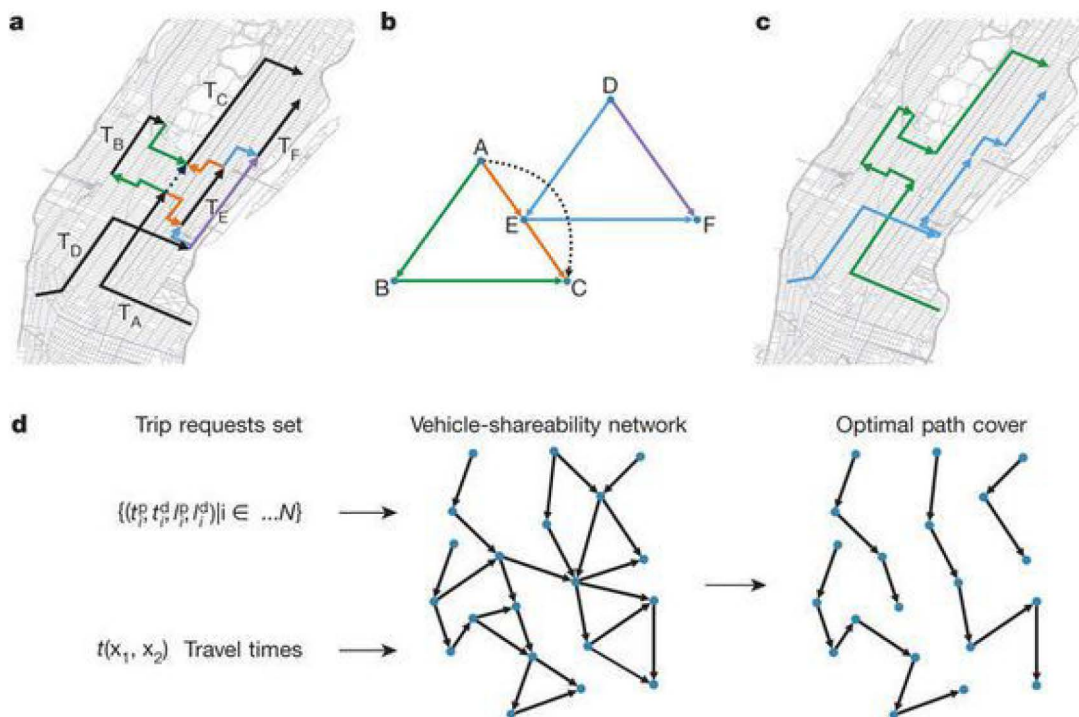 a
b
c
T_C
T_B
T_F
T_E
T_D
T_A
D
A
E
F
B
C
d
Trip requests set
Vehicle-shareability network
Optimal path cover
{(t_i^p, t_i^d, l_i^p, l_i^d)|i ∈ ...N}
t(x_1, x_2) Travel times